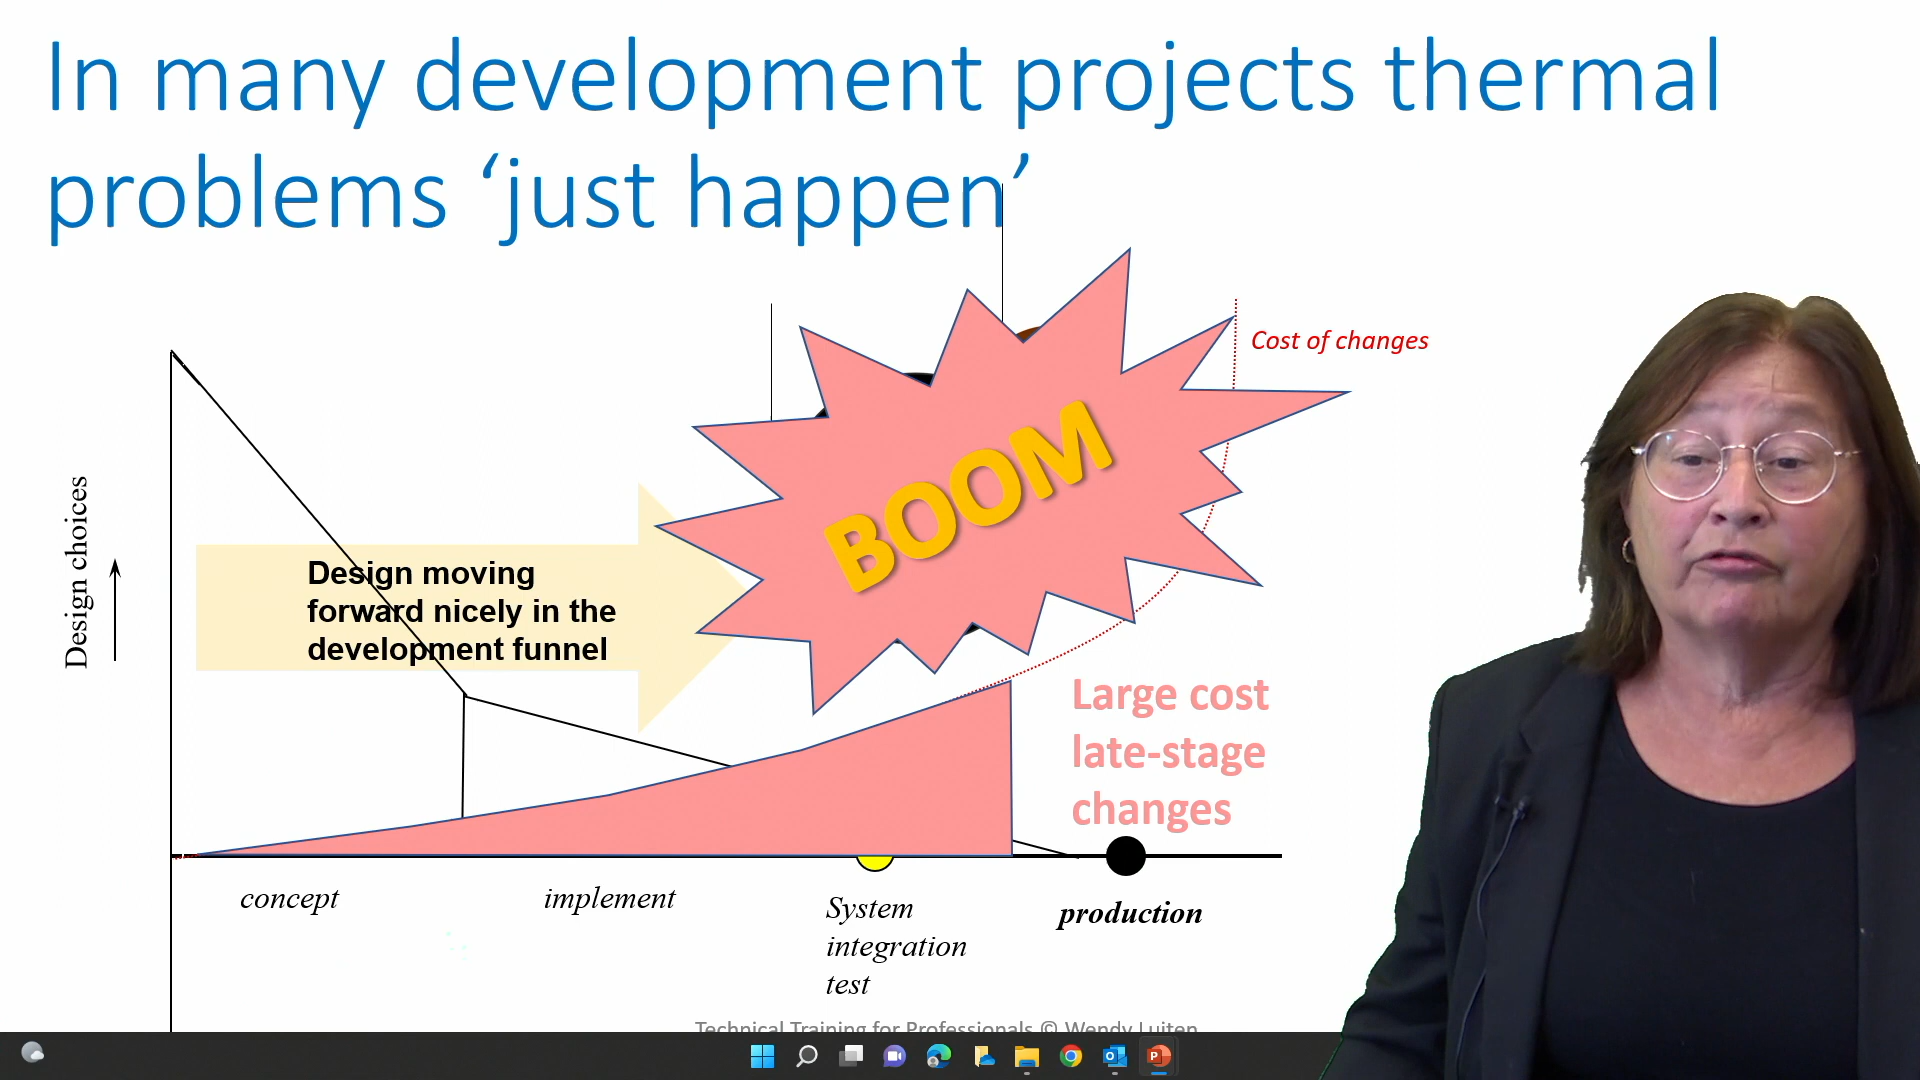 In many development projects thermal
problems ‘just happen’
Cost of changes
BOOM
Design choices
Design moving
forward nicely in the
development funnel
Large cost
late-stage
changes
concept
implement
System
integration
test
production
Technical Training for Professionals © Wendy Luiten